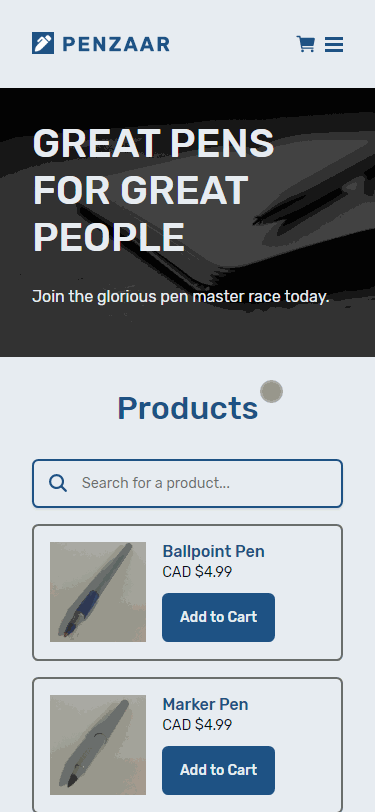 PENZAAR
GREAT PENS
FOR GREAT
PEOPLE
Join the glorious pen master race today.
Products
Search for a product...
Ballpoint Pen
CAD $4.99
Add to Cart
Marker Pen
CAD $4.99
Add to Cart